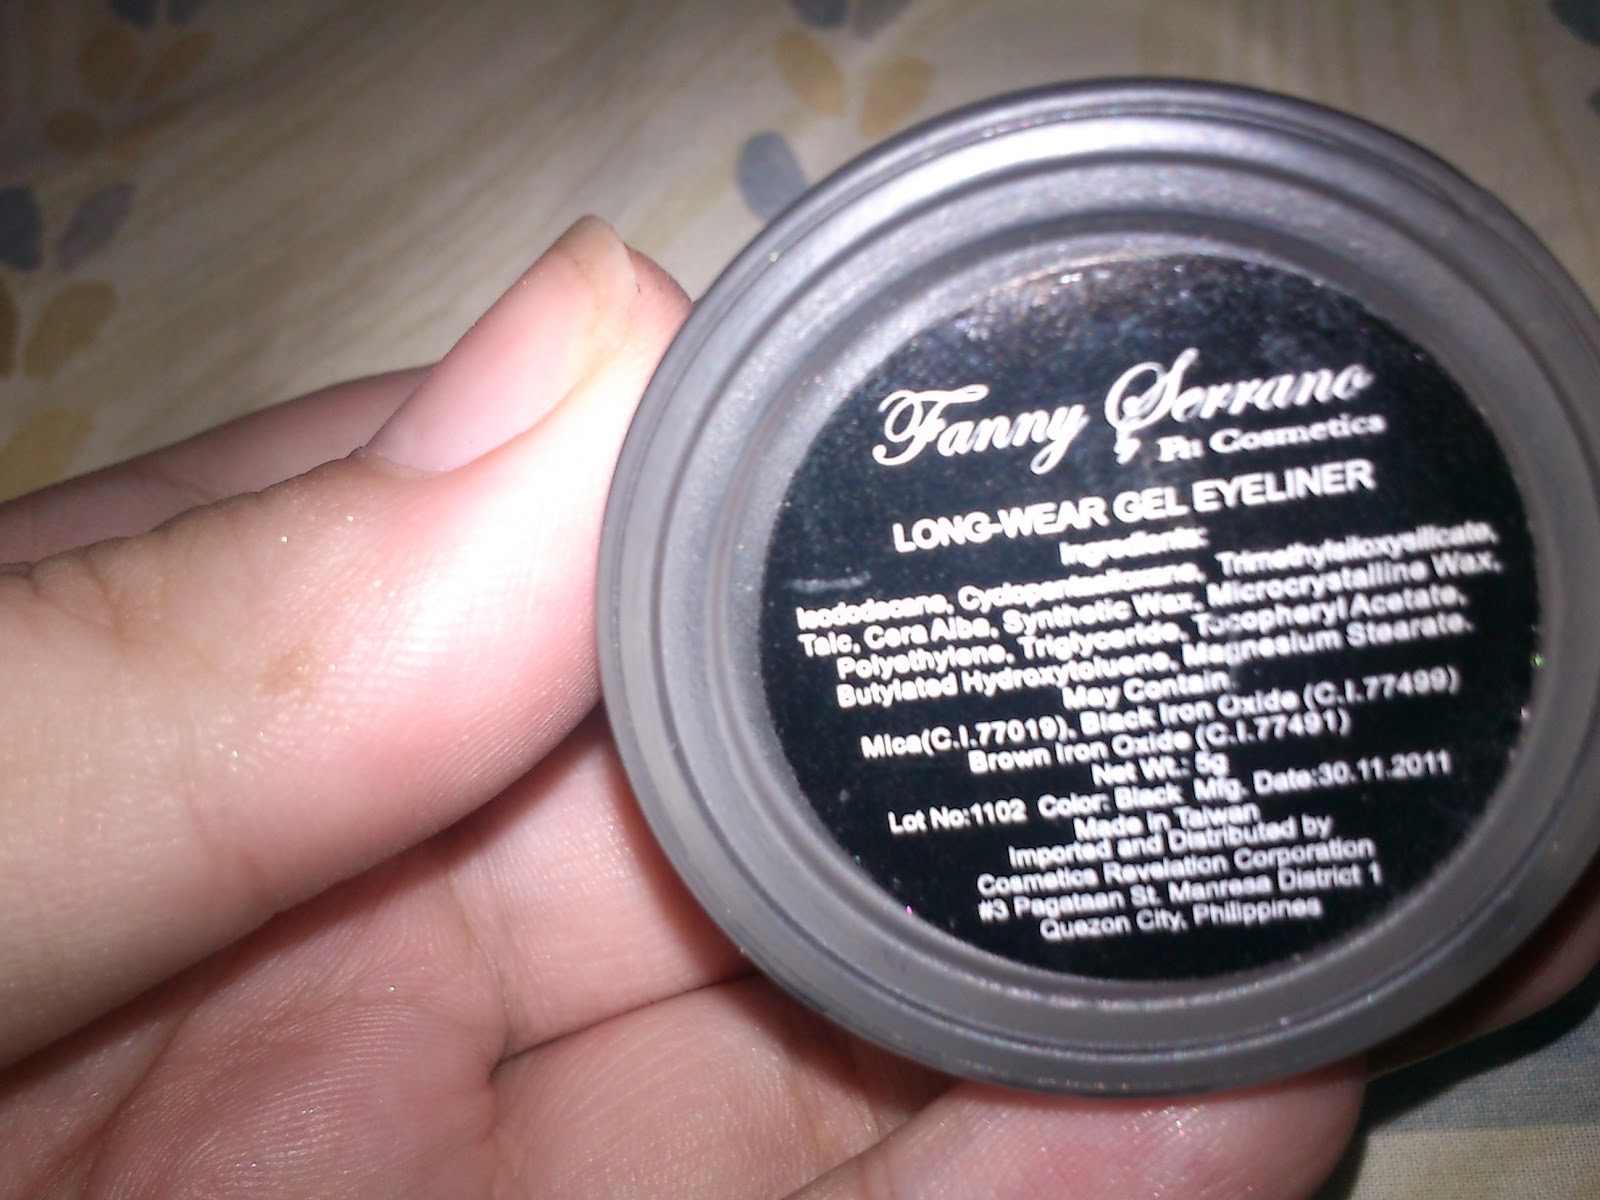 Fanny Serrano
Cosmetics
LONG-WEAR GEL EYELINER
Ingredients:
Isododecane, Cyclopentasiloxane, Trimethylsiloxysilicate,
Talc, Cera Alba, Synthetic Wax, Microcrystalline Wax,
Polyethylene, Triglyceride, Tocopheryl Acetate,
Butylated Hydroxytoluene, Magnesium Stearate.
May Contain
Mica(C.I.77019), Black Iron Oxide (C.I.77499)
Brown Iron Oxide (C.I.77491)
Net Wt.: 5g
Lot No:1102 Color: Black Mfg. Date:30.11.2011
Made in Taiwan
Imported and Distributed by
Cosmetics Revelation Corporation
#3 Pagataan St. Manresa District 1
Quezon City, Philippines